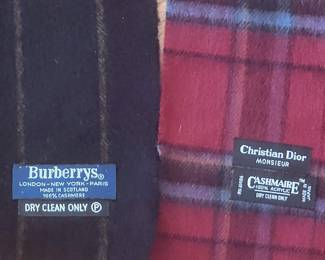 Burberrys®
LONDON - NEW YORK - PARIS
MADE IN SCOTLAND
100% CASHMERE
DRY CLEAN ONLY Ⓟ
Christian Dior
MONSIEUR
CASHMAIRE™
100% ACRYLIC
DRY CLEAN ONLY